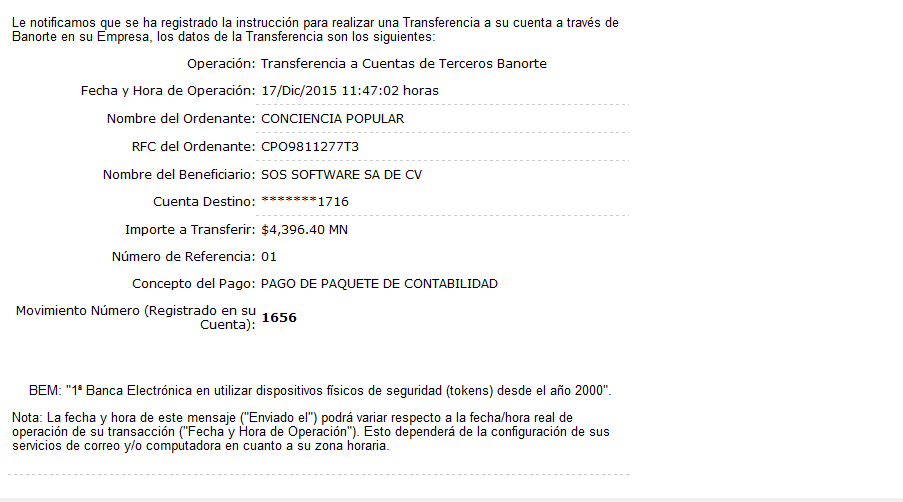 Le notificamos que se ha registrado la instrucción para realizar una Transferencia a su cuenta a través de
Banorte en su Empresa, los datos de la Transferencia son los siguientes:
Operación: Transferencia a Cuentas de Terceros Banorte
Fecha y Hora de Operación: 17/Dic/2015 11:47:02 horas
Nombre del Ordenante: CONCIENCIA POPULAR
RFC del Ordenante: CPO9811277T3
Nombre del Beneficiario: SOS SOFTWARE SA DE CV
Cuenta Destino: *******1716
Importe a Transferir: $4,396.40 MN
Número de Referencia: 01
Concepto del Pago: PAGO DE PAQUETE DE CONTABILIDAD
Movimiento Número (Registrado en su
Cuenta): 1656
BEM: "1ª Banca Electrónica en utilizar dispositivos físicos de seguridad (tokens) desde el año 2000".
Nota: La fecha y hora de este mensaje ("Enviado el") podrá variar respecto a la fecha/hora real de
operación de su transacción ("Fecha y Hora de Operación"). Esto dependerá de la configuración de sus
servicios de correo y/o computadora en cuanto a su zona horaria.